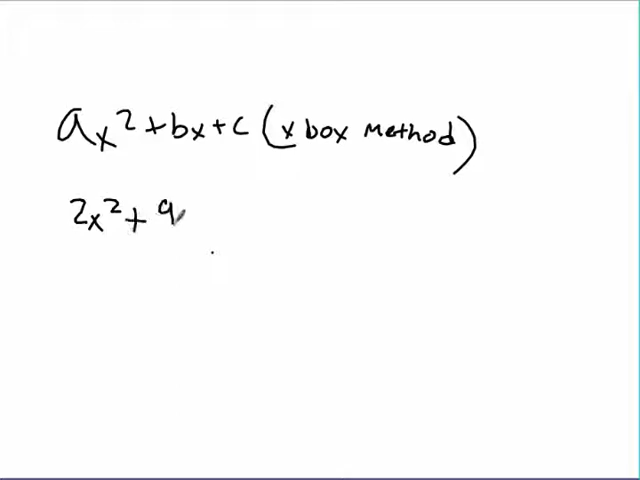 ax² + bx + c (x box method)
2x² + 9